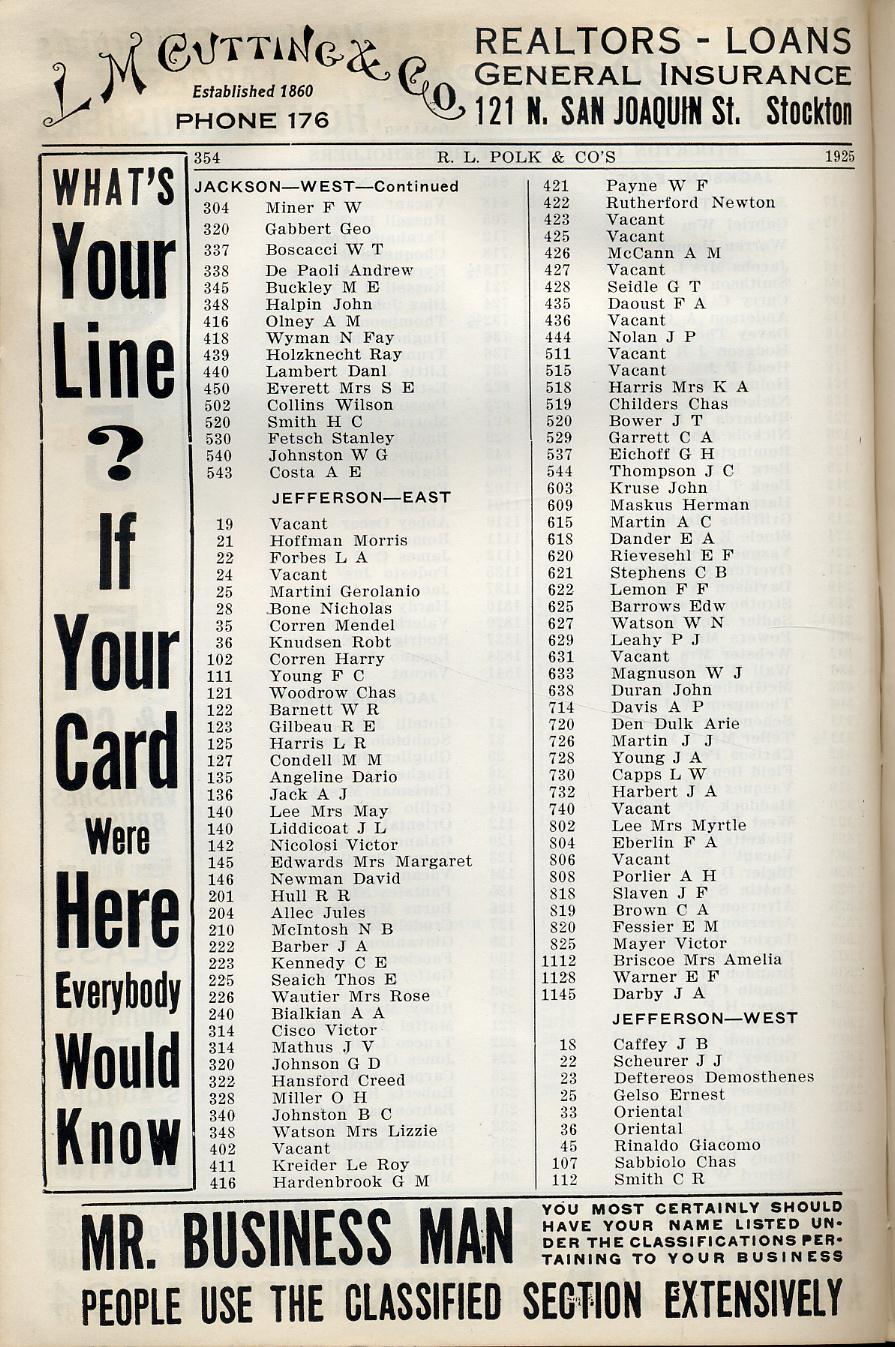 L M CUTTING & CO.
Established 1860
PHONE 176
REALTORS - LOANS
GENERAL INSURANCE
121 N. SAN JOAQUIN St. Stockton
354 R. L. POLK & CO'S 1925
WHAT'S
Your
Line
?
If
Your
Card
Were
Here
Everybody
Would
Know
JACKSON—WEST—Continued
304 Miner F W
320 Gabbert Geo
337 Boscacci W T
338 De Paoli Andrew
345 Buckley M E
348 Halpin John
416 Olney A M
418 Wyman N Fay
439 Holzknecht Ray
440 Lambert Danl
450 Everett Mrs S E
502 Collins Wilson
520 Smith H C
530 Fetsch Stanley
540 Johnston W G
543 Costa A E
JEFFERSON—EAST
19 Vacant
21 Hoffman Morris
22 Forbes L A
24 Vacant
25 Martini Gerolanio
28 Bone Nicholas
35 Corren Mendel
36 Knudsen Robt
102 Corren Harry
111 Young F C
121 Woodrow Chas
122 Barnett W R
123 Gilbeau R E
125 Harris L R
127 Condell M M
135 Angeline Dario
136 Jack A J
140 Lee Mrs May
140 Liddicoat J L
142 Nicolosi Victor
145 Edwards Mrs Margaret
146 Newman David
201 Hull R R
204 Allec Jules
210 McIntosh N B
222 Barber J A
223 Kennedy C E
225 Seaich Thos E
226 Wautier Mrs Rose
240 Bialkian A A
314 Cisco Victor
314 Mathus J V
320 Johnson G D
322 Hansford Creed
328 Miller O H
340 Johnston B C
348 Watson Mrs Lizzie
402 Vacant
411 Kreider Le Roy
416 Hardenbrook G M
421 Payne W F
422 Rutherford Newton
423 Vacant
425 Vacant
426 McCann A M
427 Vacant
428 Seidle G T
435 Daoust F A
436 Vacant
444 Nolan J P
511 Vacant
515 Vacant
518 Harris Mrs K A
519 Childers Chas
520 Bower J T
529 Garrett C A
537 Eichoff G H
544 Thompson J C
603 Kruse John
609 Maskus Herman
615 Martin A C
618 Dander E A
620 Rievesehl E F
621 Stephens C B
622 Lemon F F
625 Barrows Edw
627 Watson W N
629 Leahy P J
631 Vacant
633 Magnuson W J
638 Duran John
714 Davis A P
720 Den Dulk Arie
726 Martin J J
728 Young J A
730 Capps L W
732 Harbert J A
740 Vacant
802 Lee Mrs Myrtle
804 Eberlin F A
806 Vacant
808 Porlier A H
818 Slaven J F
819 Brown C A
820 Fessier E M
825 Mayer Victor
1112 Briscoe Mrs Amelia
1128 Warner E F
1145 Darby J A
JEFFERSON—WEST
18 Caffey J B
22 Scheurer J J
23 Deftereos Demosthenes
25 Gelso Ernest
33 Oriental
36 Oriental
45 Rinaldo Giacomo
107 Sabbiolo Chas
112 Smith C R
MR. BUSINESS MAN
YOU MOST CERTAINLY SHOULD
HAVE YOUR NAME LISTED UN-
DER THE CLASSIFICATIONS PER-
TAINING TO YOUR BUSINESS
PEOPLE USE THE CLASSIFIED SECTION EXTENSIVELY